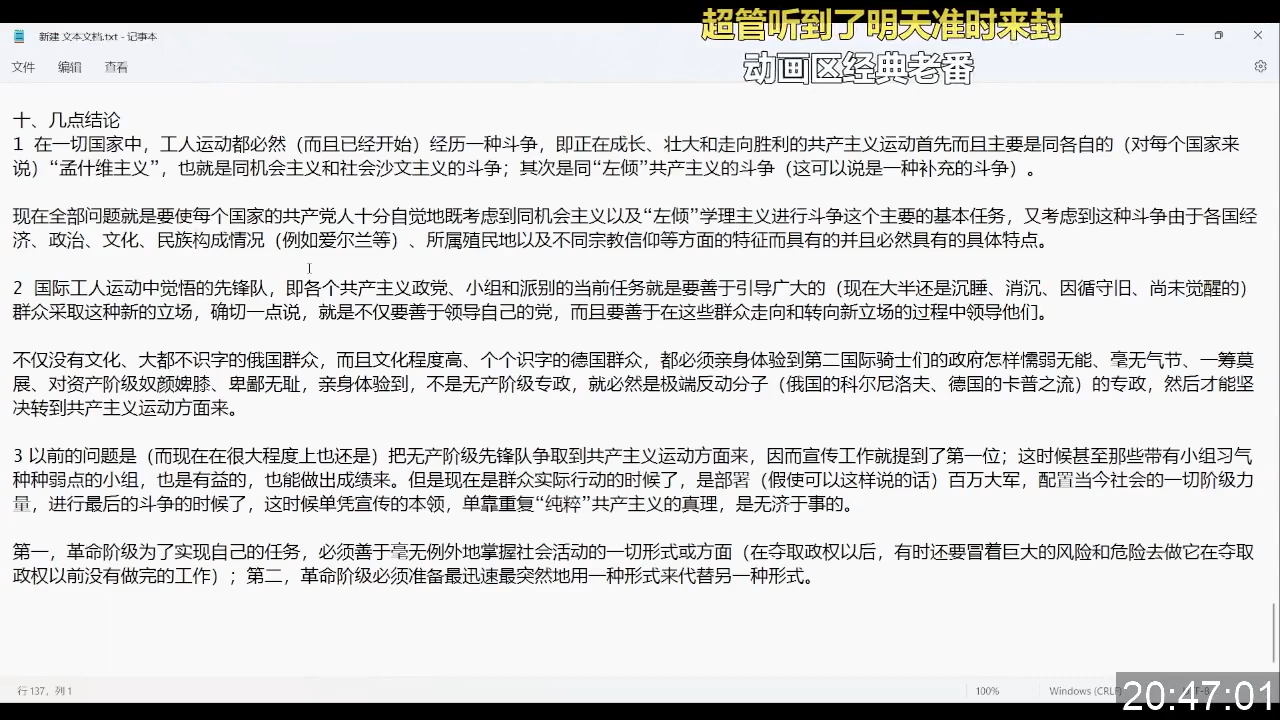 超管听到了明天准时来封
新建 文本文档.txt - 记事本
动画区经典老番
文件 编辑 查看
十、几点结论
1 在一切国家中，工人运动都必然（而且已经开始）经历一种斗争，即正在成长、壮大和走向胜利的共产主义运动首先而且主要是同各自的（对每个国家来
说）“孟什维主义”，也就是同机会主义和社会沙文主义的斗争；其次是同“左倾”共产主义的斗争（这可以说是一种补充的斗争）。
现在全部问题就是要使每个国家的共产党人十分自觉地既考虑到同机会主义以及“左倾”学理主义进行斗争这个主要的基本任务，又考虑到这种斗争由于各国经
济、政治、文化、民族构成情况（例如爱尔兰等）、所属殖民地以及不同宗教信仰等方面的特征而具有的并且必然具有的具体特点。
2 国际工人运动中觉悟的先锋队，即各个共产主义政党、小组和派别的当前任务就是要善于引导广大的（现在大半还是沉睡、消沉、因循守旧、尚未觉醒的）
群众采取这种新的立场，确切一点说，就是不仅要善于领导自己的党，而且要善于在这些群众走向和转向新立场的过程中领导他们。
不仅没有文化、大都不识字的俄国群众，而且文化程度高、个个识字的德国群众，都必须亲身体验到第二国际骑士们的政府怎样懦弱无能、毫无气节、一筹莫
展、对资产阶级奴颜婢膝、卑鄙无耻，亲身体验到，不是无产阶级专政，就必然是极端反动分子（俄国的科尔尼洛夫、德国的卡普之流）的专政，然后才能坚
决转到共产主义运动方面来。
3 以前的问题是（而现在在很大程度上也还是）把无产阶级先锋队争取到共产主义运动方面来，因而宣传工作就提到了第一位；这时候甚至那些带有小组习气
种种弱点的小组，也是有益的，也能做出成绩来。但是现在是群众实际行动的时候了，是部署（假使可以这样说的话）百万大军，配置当今社会的一切阶级力
量，进行最后的斗争的时候了，这时候单凭宣传的本领，单靠重复“纯粹”共产主义的真理，是无济于事的。
第一，革命阶级为了实现自己的任务，必须善于毫无例外地掌握社会活动的一切形式或方面（在夺取政权以后，有时还要冒着巨大的风险和危险去做它在夺取
政权以前没有做完的工作）；第二，革命阶级必须准备最迅速最突然地用一种形式来代替另一种形式。
行 137，列 1 100% Windows (CRLF)
20:47:01